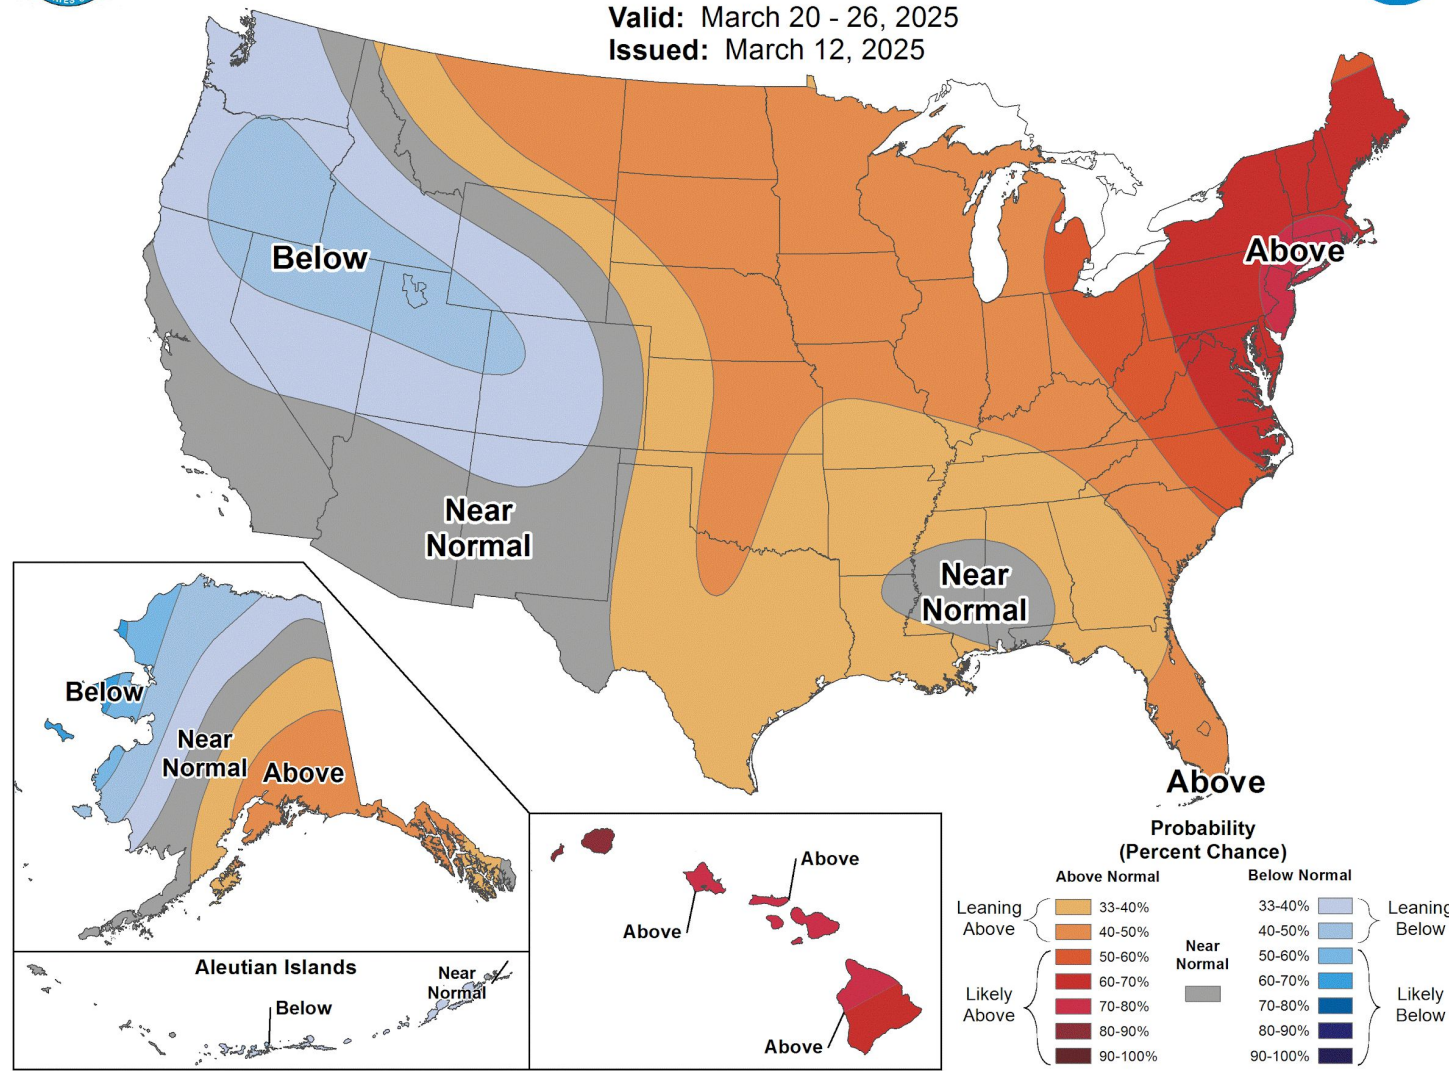 Valid: March 20 - 26, 2025
Issued: March 12, 2025
Below
Above
Near
Normal
Near
Normal
Above
Below
Near
Normal
Above
Aleutian Islands
Near
Normal
Below
Above
Above
Above
Probability
(Percent Chance)
Above Normal
Below Normal
Leaning
Above
33-40%
40-50%
Likely
Above
50-60%
60-70%
70-80%
80-90%
90-100%
Near
Normal
33-40%
40-50%
Leaning
Below
50-60%
60-70%
70-80%
80-90%
90-100%
Likely
Below